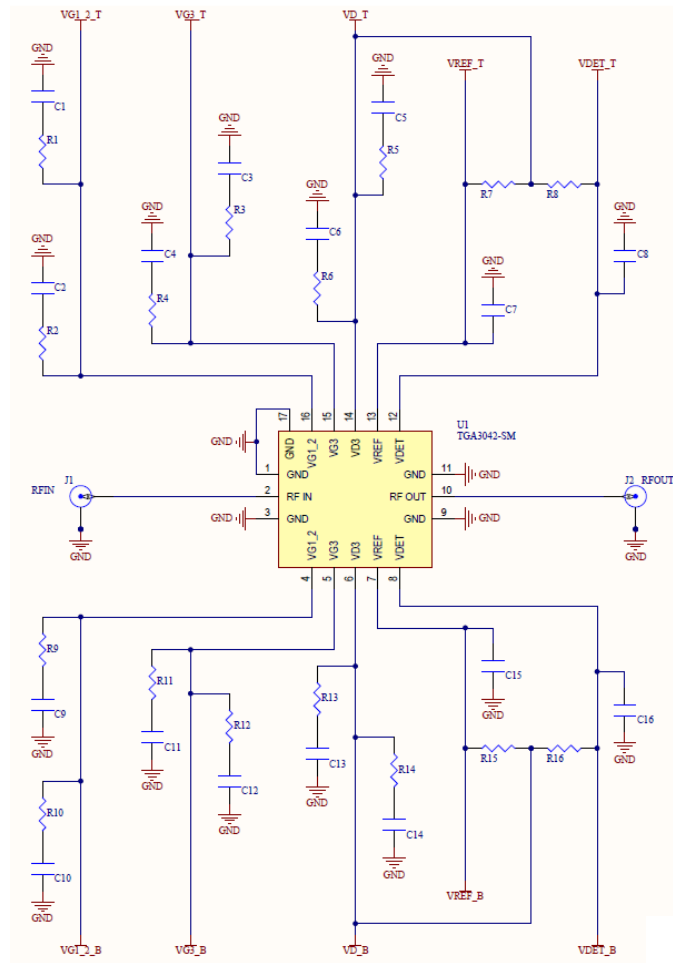 VG1_2_T VG3_T VD_T
GND VREF_T VDET_T
GND
C1 C5
GND
R1 R5
C3
GND R7 R8
GND GND R3 GND
C6
C4 C8
GND
C2 R6
R4 C7
R2
U1
TGA3042-SM
17 16 15 14 13 12
GND VG1_2 VG3 VD3 VREF VDET
GND 1 GND GND 11 GND
J1 J2 RFOUT
RFIN 2 RF IN RF OUT 10
GND 3 GND GND 9 GND
GND GND
VG1_2 VG3 VD3 VREF VDET
4 5 6 7 8
R9
R11 C15
R13
C9 R12 GND C16
GND C11 C13 R15 R16 GND
GND C12 GND R14
R10 GND
C14
C10 GND
VREF_B
GND
VG1_2_B VG3_B VD_B VDET_B